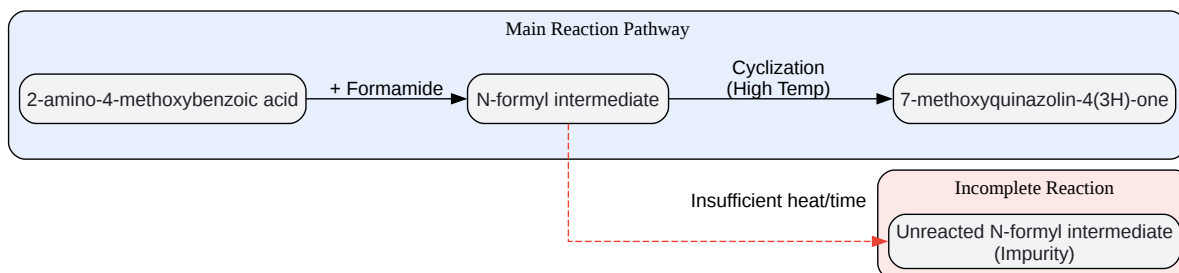 Main Reaction Pathway
2-amino-4-methoxybenzoic acid
+ Formamide
N-formyl intermediate
Cyclization
(High Temp)
7-methoxyquinazolin-4(3H)-one
Insufficient heat/time
Incomplete Reaction
Unreacted N-formyl intermediate
(Impurity)